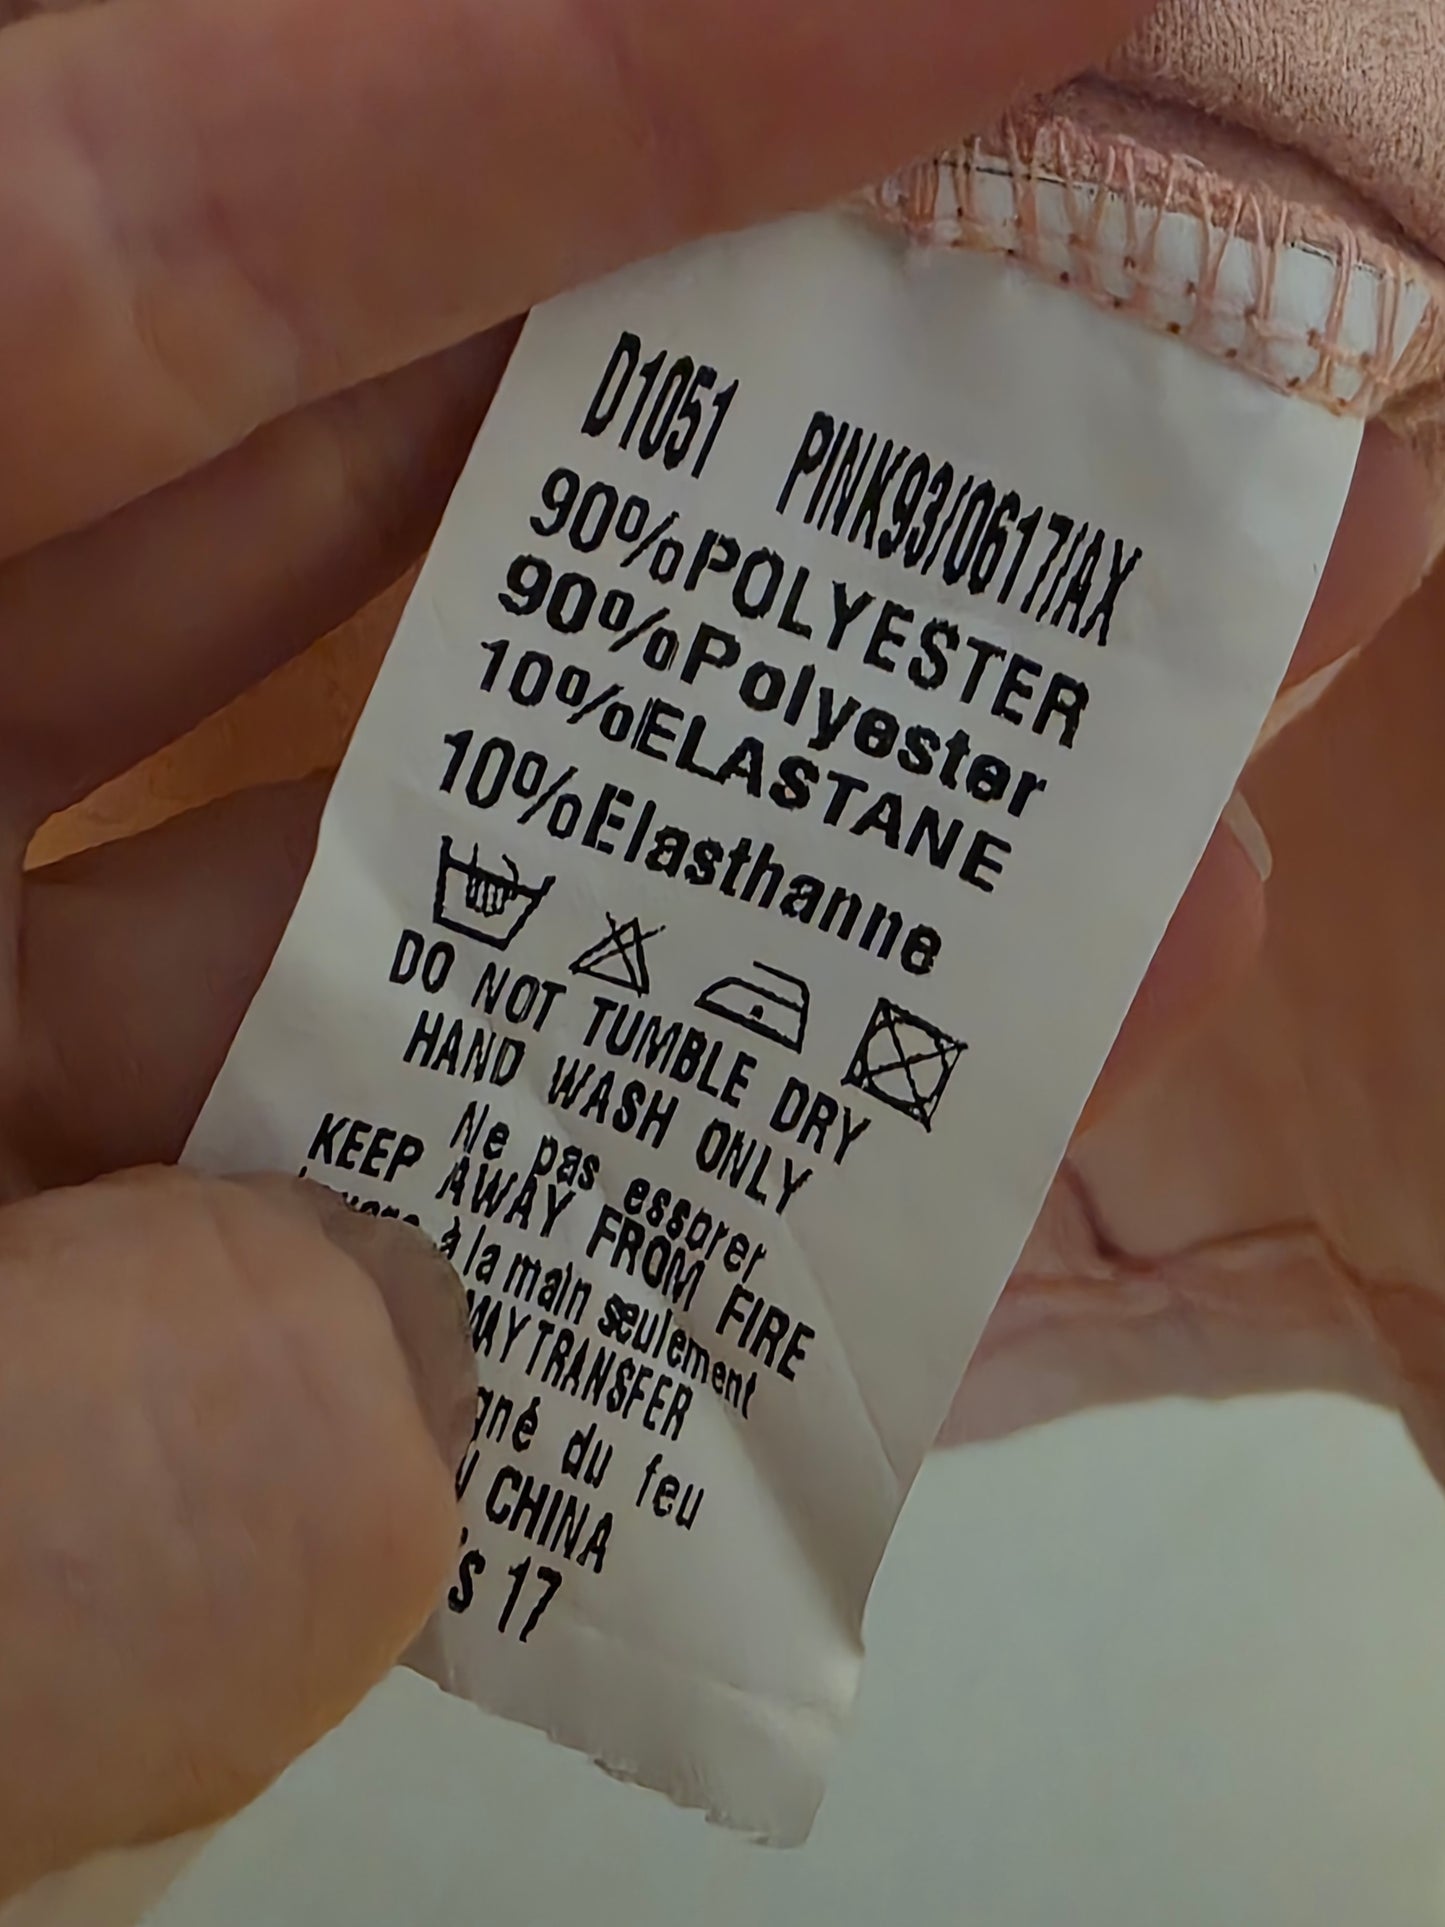 D1051 PINK93/0617/AX
90%POLYESTER
90%Polyester
10%ELASTANE
10%Elasthanne
DO NOT TUMBLE DRY
HAND WASH ONLY
Ne pas essorer
KEEP AWAY FROM FIRE
à la main seulement
TRANSFER
du feu
CHINA
's 17